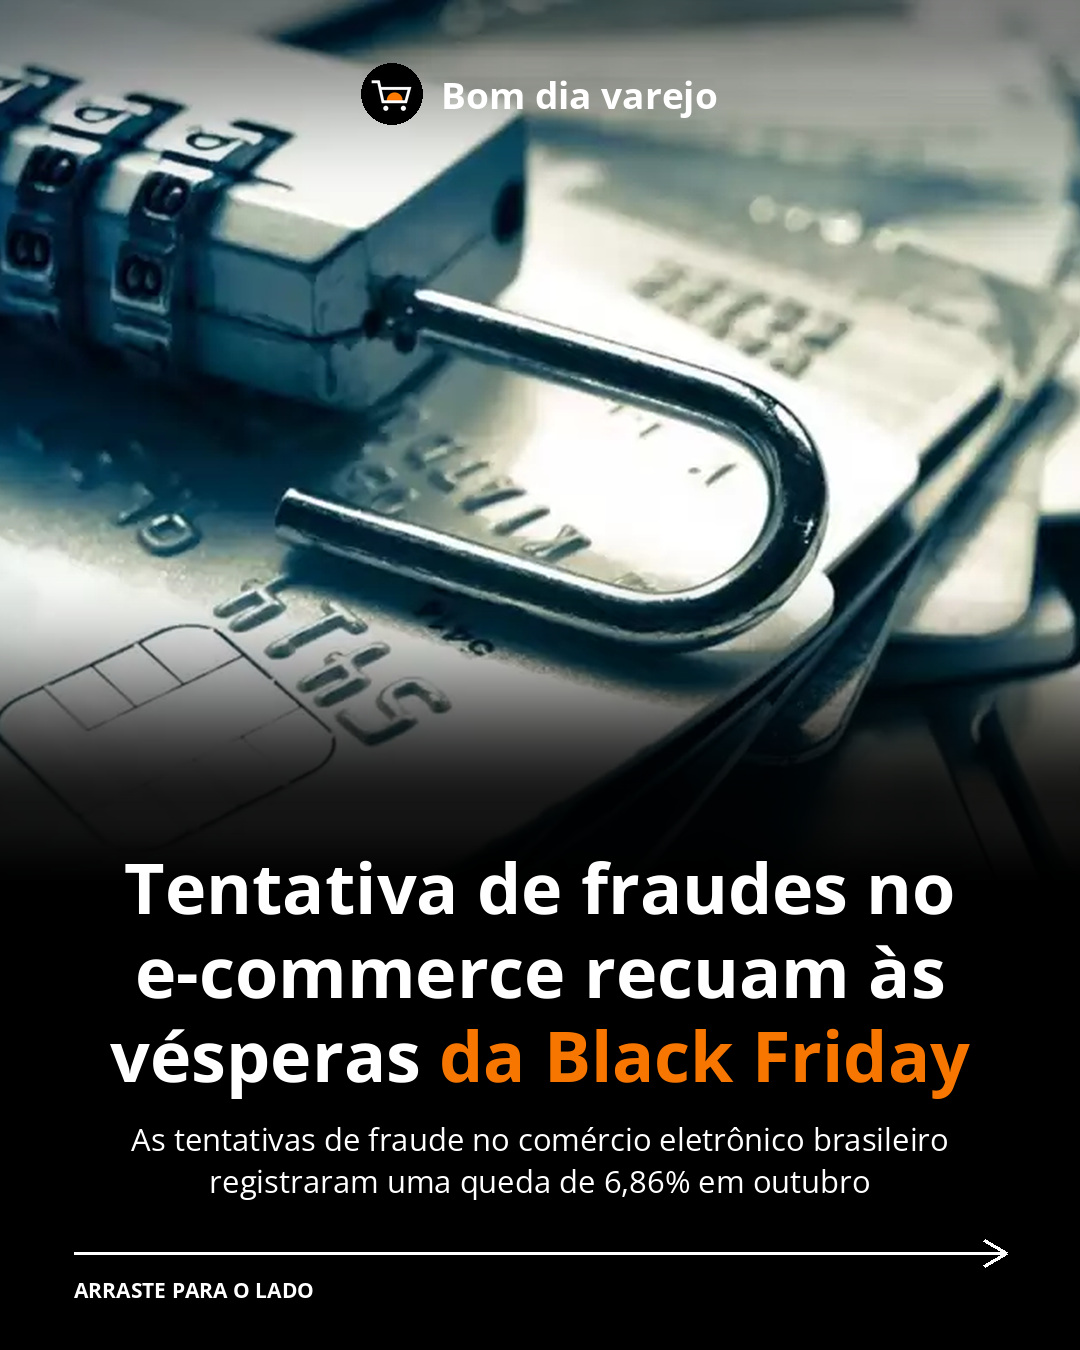 Bom dia varejo
Tentativa de fraudes no
e-commerce recuam às
vésperas da Black Friday
As tentativas de fraude no comércio eletrônico brasileiro
registraram uma queda de 6,86% em outubro
ARRASTE PARA O LADO